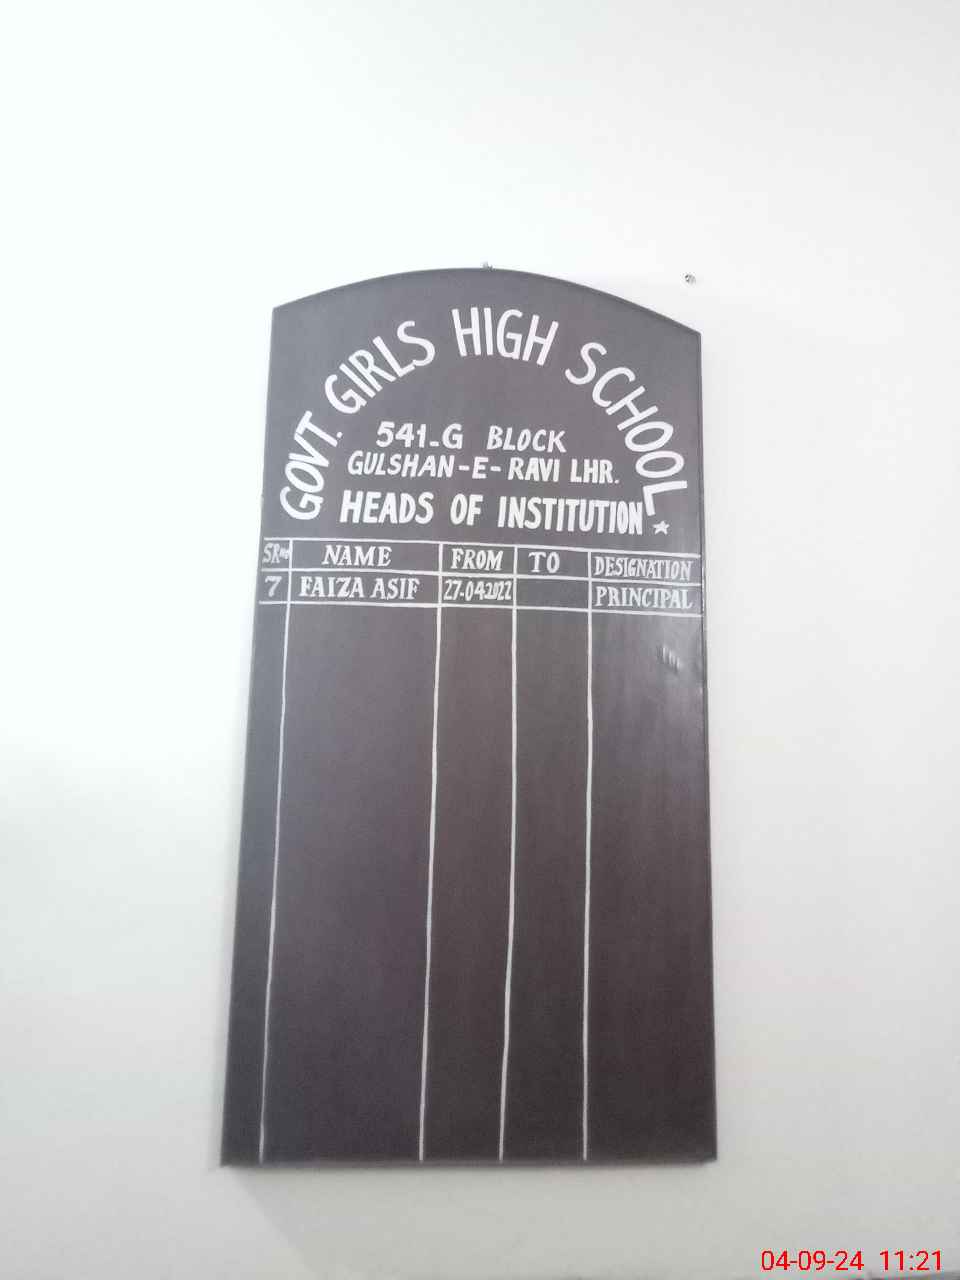 GOVT. GIRLS HIGH SCHOOL
541-G BLOCK
GULSHAN-E-RAVI LHR.
HEADS OF INSTITUTION
SRNO NAME FROM TO DESIGNATION
7 FAIZA ASIF 27-04-2022 PRINCIPAL
04-09-24 11:21